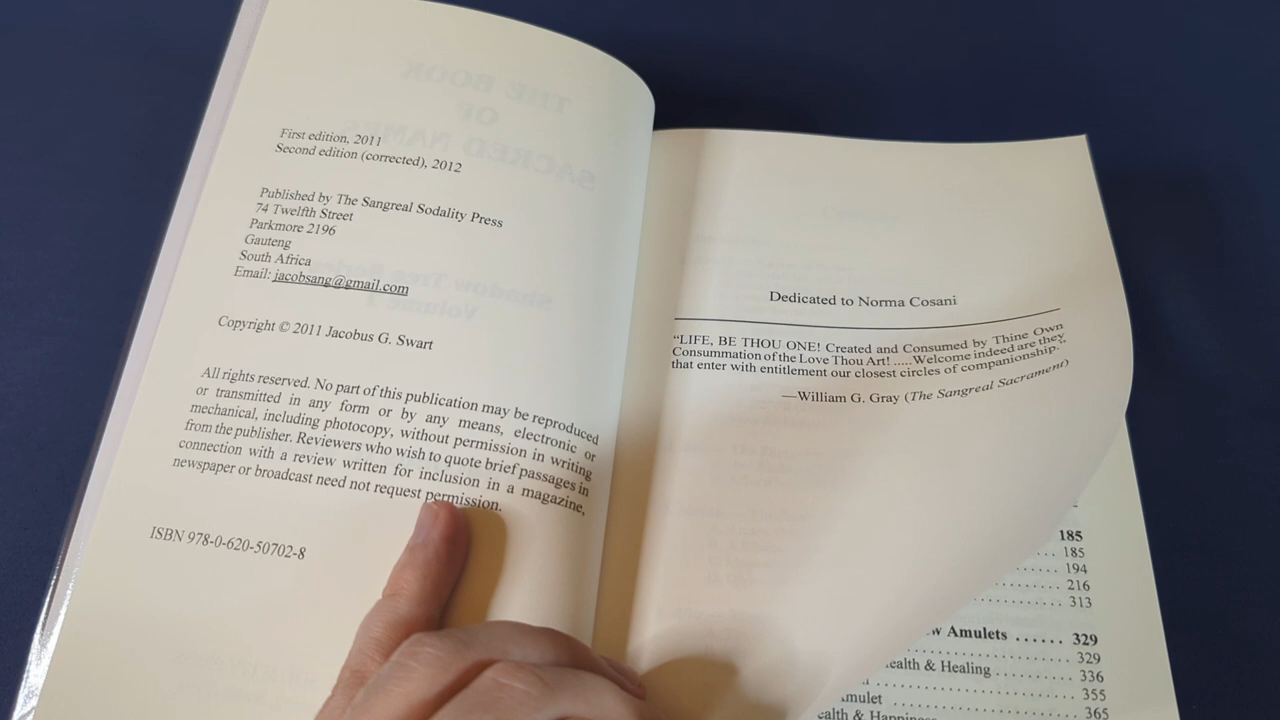 First edition, 2011
Second edition (corrected), 2012
Published by The Sangreal Sodality Press
74 Twelfth Street
Parkmore 2196
Gauteng
South Africa
Email: jacobsang@gmail.com
Copyright © 2011 Jacobus G. Swart
All rights reserved. No part of this publication may be reproduced
or transmitted in any form or by any means, electronic or
mechanical, including photocopy, without permission in writing
from the publisher. Reviewers who wish to quote brief passages in
connection with a review written for inclusion in a magazine,
newspaper or broadcast need not request permission.
ISBN 978-0-620-50702-8
Dedicated to Norma Cosani
“LIFE, BE THOU ONE! Created and Consumed by Thine Own
Consummation of the Love Thou Art! .....Welcome indeed are they
that enter with entitlement our closest circles of companionship.”
—William G. Gray (The Sangreal Sacrament)
185
... 185
...... 194
........ 216
............ 313
w Amulets ...... 329
............ 329
ealth & Healing ........... 336
................ 355
mulet ................ 365
ealth & Happiness
THE BOOK
OF
SACRED NAMES
Shadow Tree Series
Volume 1